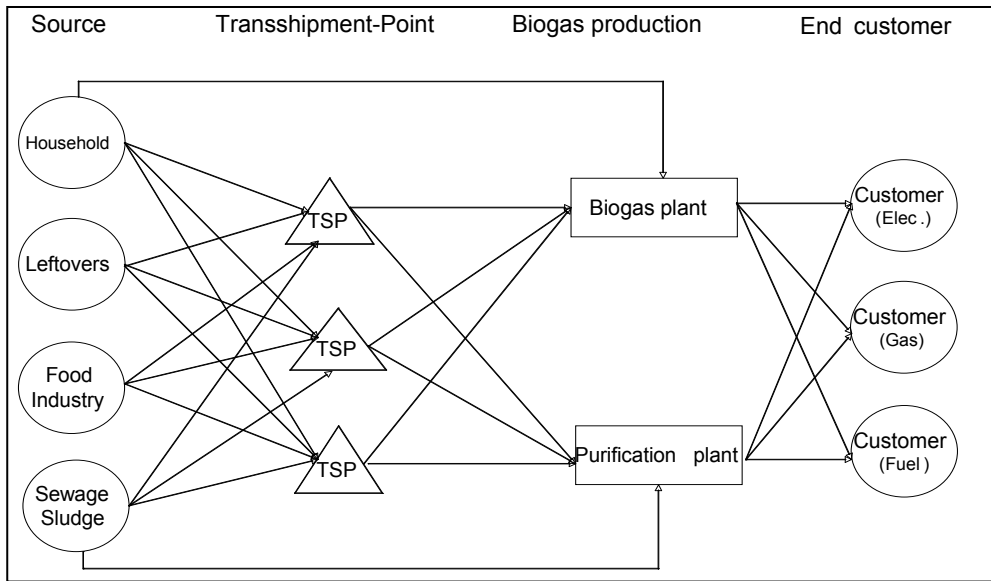 Source Transshipment-Point Biogas production End customer
Household
Leftovers
Food
Industry
Sewage
Sludge
TSP
TSP
TSP
Biogas plant
Purification plant
Customer
(Elec.)
Customer
(Gas)
Customer
(Fuel)